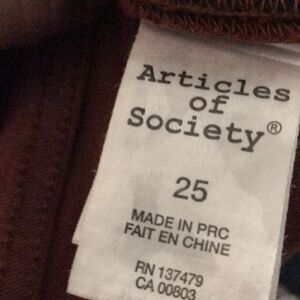 Articles
of
Society®
25
MADE IN PRC
FAIT EN CHINE
RN 137479
CA 00803